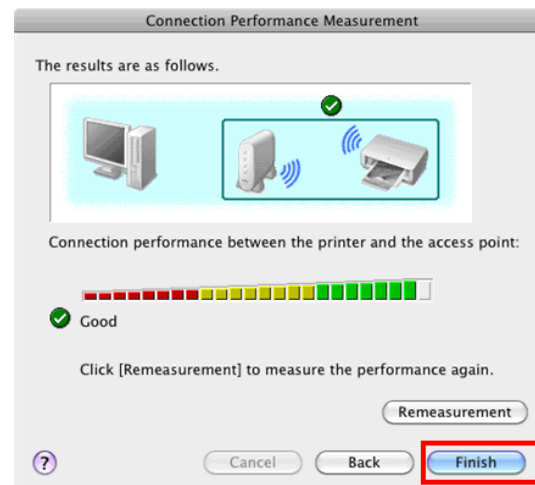 Connection Performance Measurement
The results are as follows.
Connection performance between the printer and the access point:
Good
Click [Remeasurement] to measure the performance again.
Remeasurement
? Cancel Back Finish